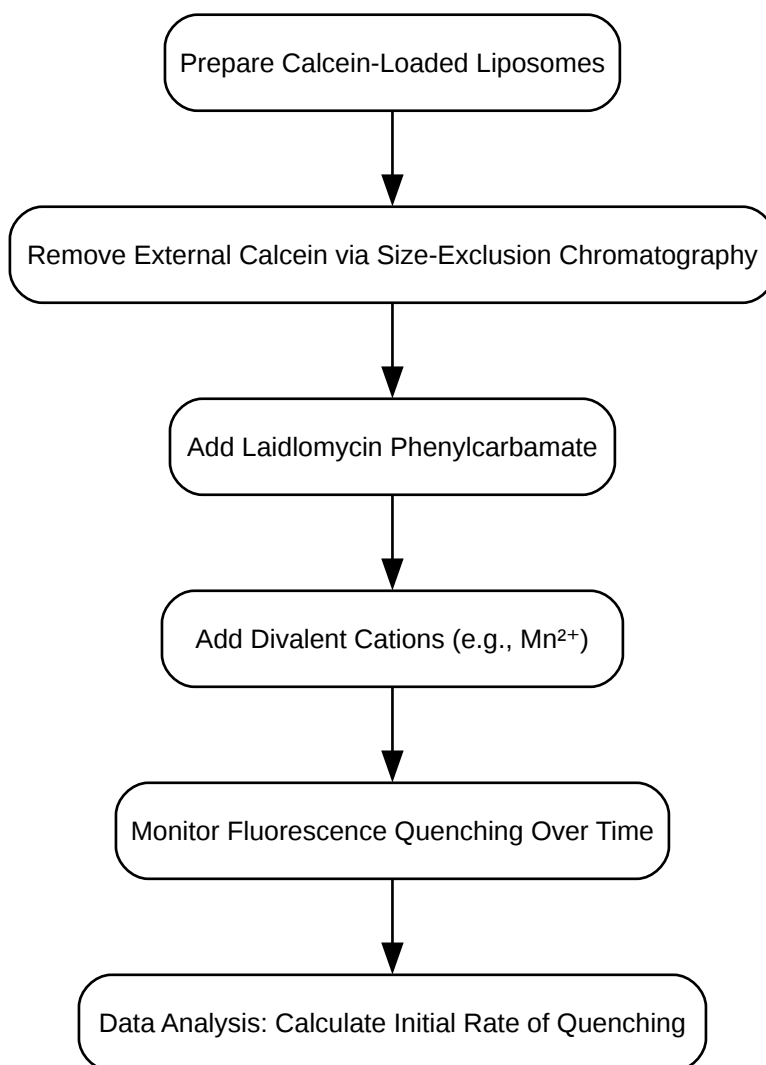 Prepare Calcein-Loaded Liposomes
Remove External Calcein via Size-Exclusion Chromatography
Add Laidlomycin Phenylcarbamate
Add Divalent Cations (e.g., Mn²⁺)
Monitor Fluorescence Quenching Over Time
Data Analysis: Calculate Initial Rate of Quenching